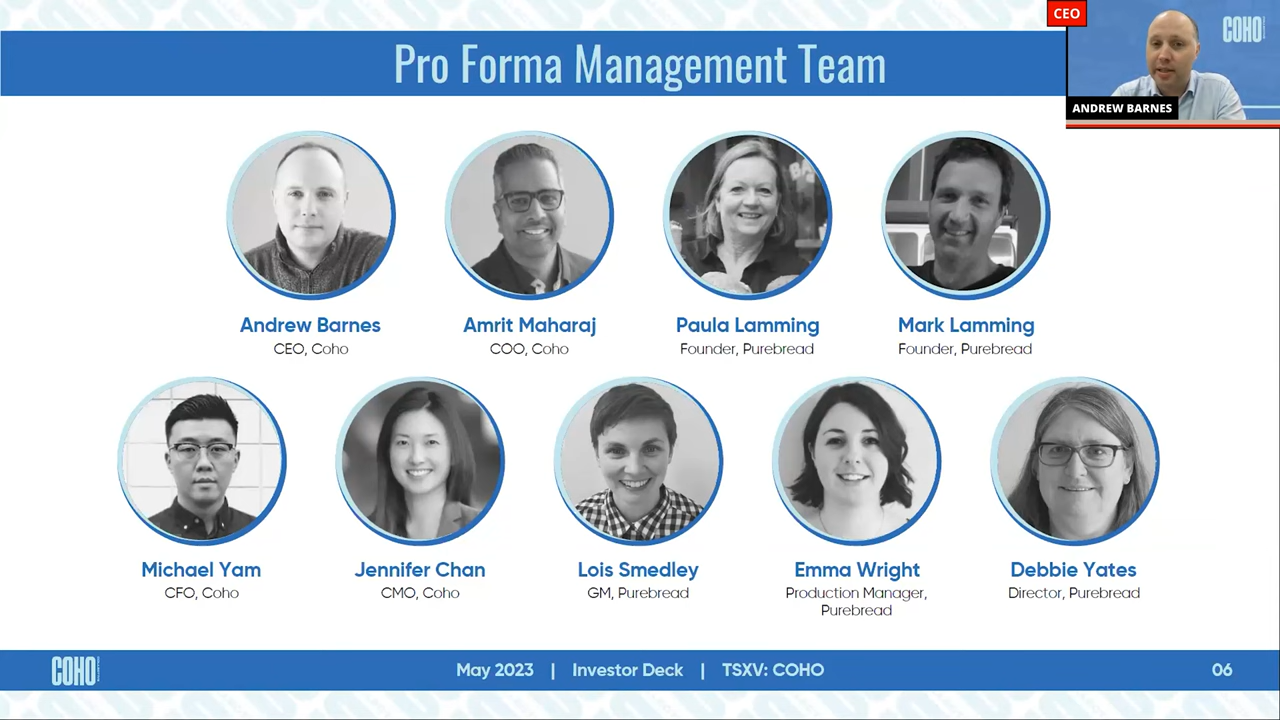 Pro Forma Management Team
CEO
COHO
ANDREW BARNES
Andrew Barnes
CEO, Coho
Amrit Maharaj
COO, Coho
Paula Lamming
Founder, Purebread
Mark Lamming
Founder, Purebread
Michael Yam
CFO, Coho
Jennifer Chan
CMO, Coho
Lois Smedley
GM, Purebread
Emma Wright
Production Manager,
Purebread
Debbie Yates
Director, Purebread
COHO
May 2023 | Investor Deck | TSXV: COHO
06